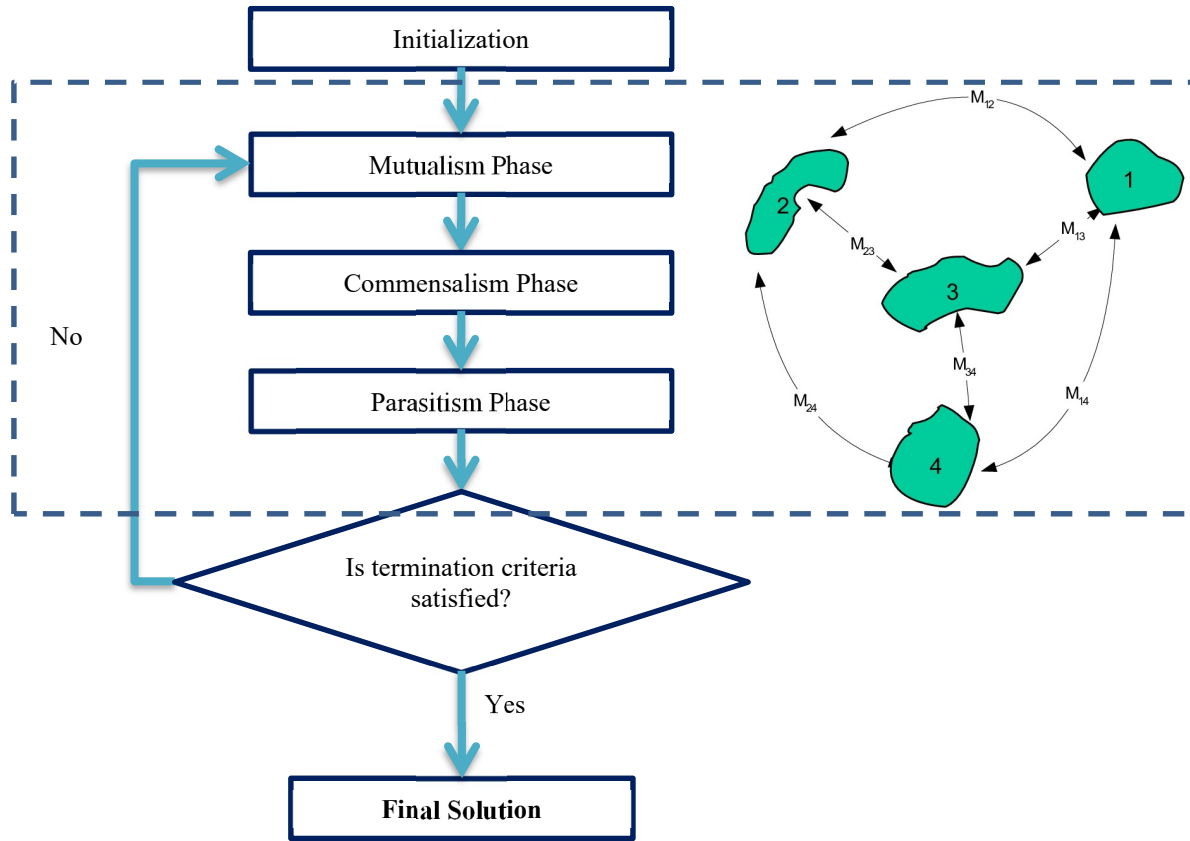 Initialization
Mutualism Phase
Commensalism Phase
Parasitism Phase
No
Is termination criteria
satisfied?
Yes
Final Solution
M12
1
2
M13
M23
3
M34
M14
M24
4